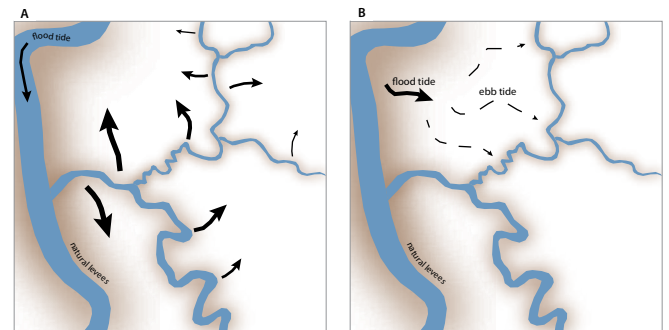 A
flood tide
natural levees
B
flood tide
ebb tide
natural levees